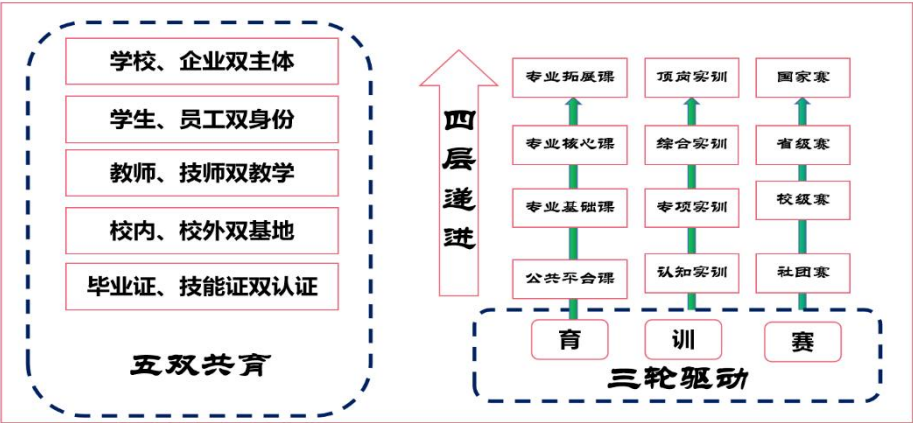 学校、企业双主体
学生、员工双身份
教师、技师双教学
校内、校外双基地
毕业证、技能证双认证
五双共育
四层递进
专业拓展课
顶岗实训
国家赛
专业核心课
综合实训
省级赛
专业基础课
专项实训
校级赛
公共平台课
认知实训
社团赛
育
训
赛
三轮驱动